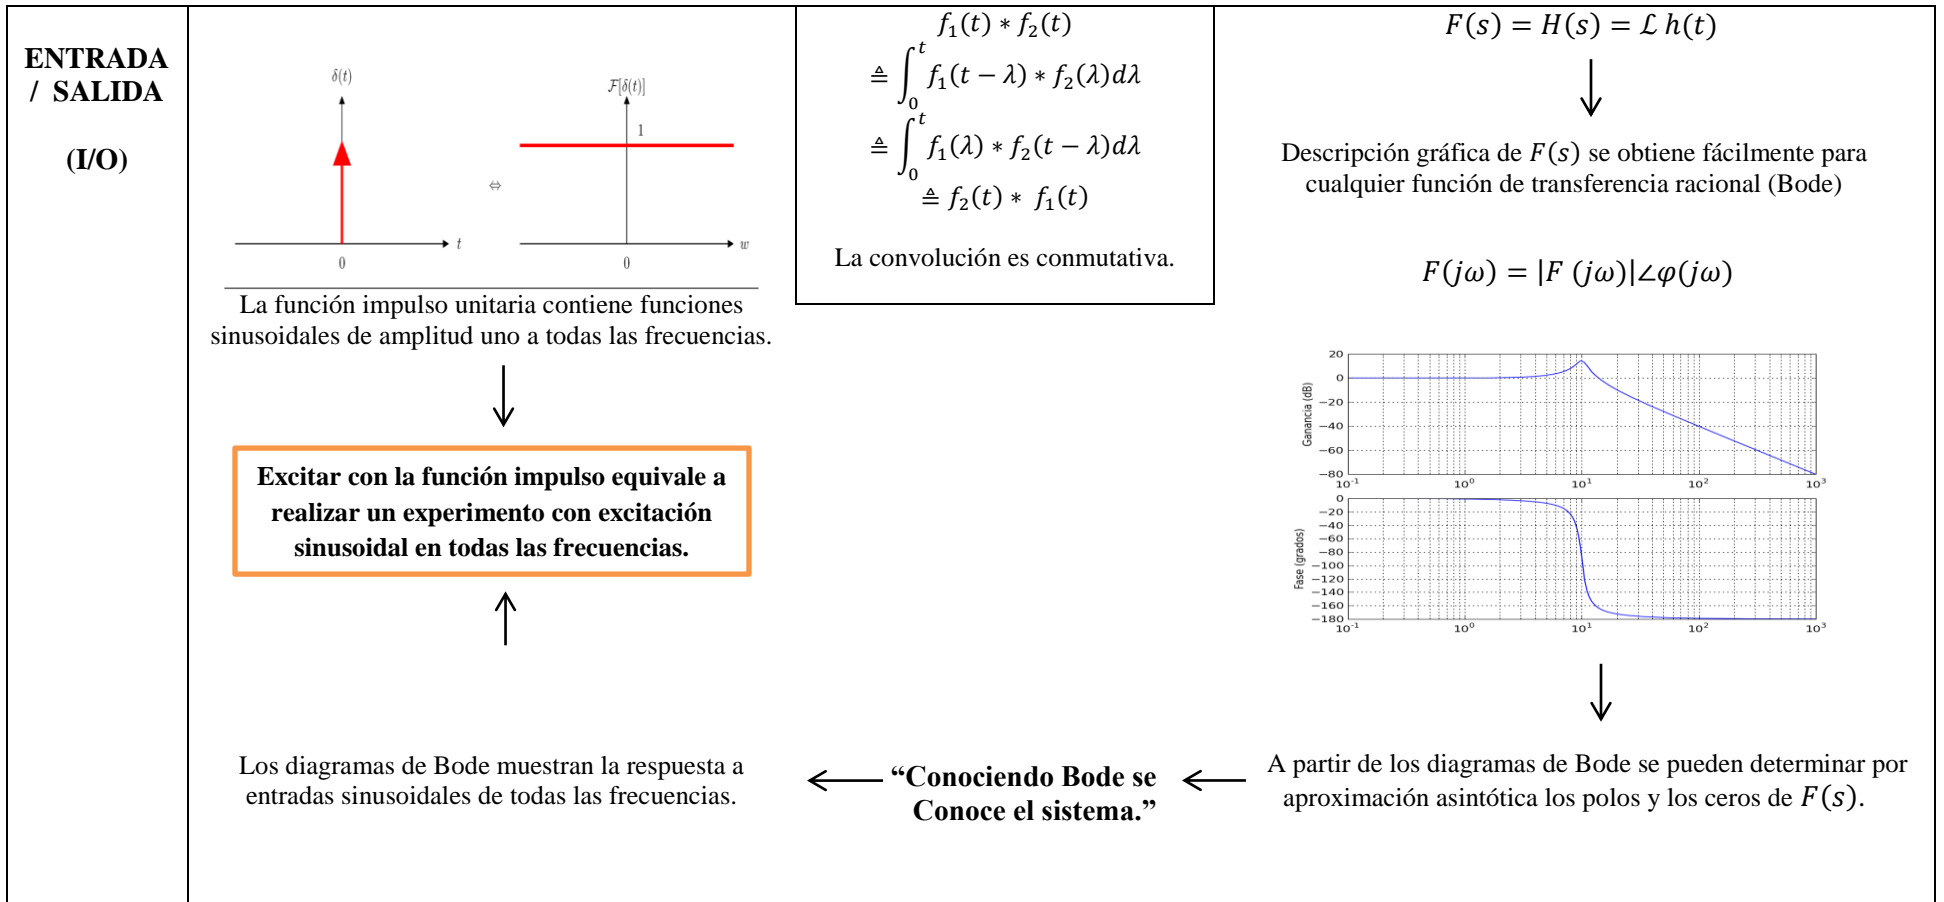 ENTRADA
/ SALIDA
(I/O)
δ(t)
t
0
⇔
ℱ[δ(t)]
1
w
0
La función impulso unitaria contiene funciones
sinusoidales de amplitud uno a todas las frecuencias.
Excitar con la función impulso equivale a
realizar un experimento con excitación
sinusoidal en todas las frecuencias.
Los diagramas de Bode muestran la respuesta a
entradas sinusoidales de todas las frecuencias.
f₁(t) * f₂(t)
≜ ∫₀ᵗ f₁(t − λ) * f₂(λ)dλ
≜ ∫₀ᵗ f₁(λ) * f₂(t − λ)dλ
≜ f₂(t) * f₁(t)
La convolución es conmutativa.
“Conociendo Bode se
Conoce el sistema.”
F(s) = H(s) = ℒ h(t)
Descripción gráfica de F(s) se obtiene fácilmente para
cualquier función de transferencia racional (Bode)
F(jω) = |F (jω)|∠φ(jω)
Ganancia (dB)
20
0
−20
−40
−60
−80
10⁻¹ 10⁰ 10¹ 10² 10³
Fase (grados)
0
−20
−40
−60
−80
−100
−120
−140
−160
−180
10⁻¹ 10⁰ 10¹ 10² 10³
A partir de los diagramas de Bode se pueden determinar por
aproximación asintótica los polos y los ceros de F(s).